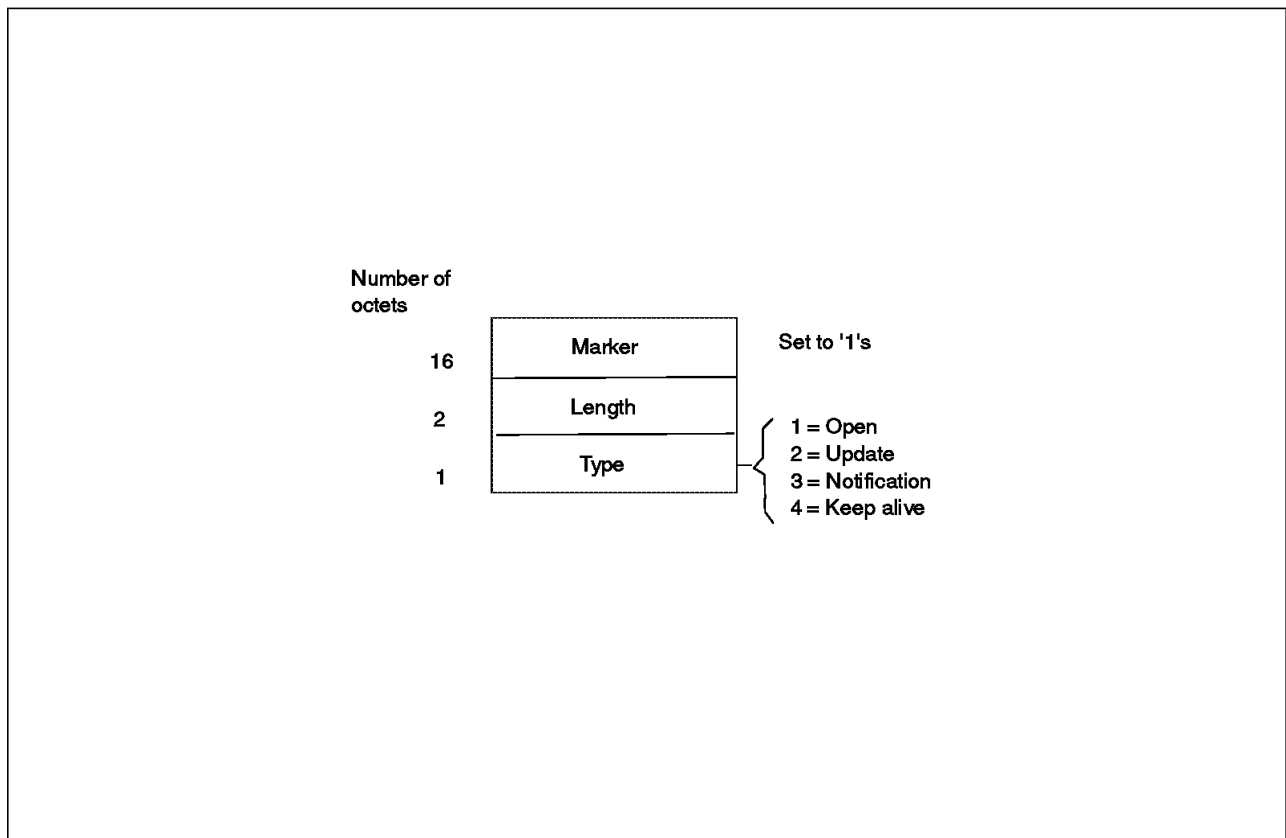 Number of
octets
16
Marker
Set to '1's
2
Length
1
Type
1 = Open
2 = Update
3 = Notification
4 = Keep alive